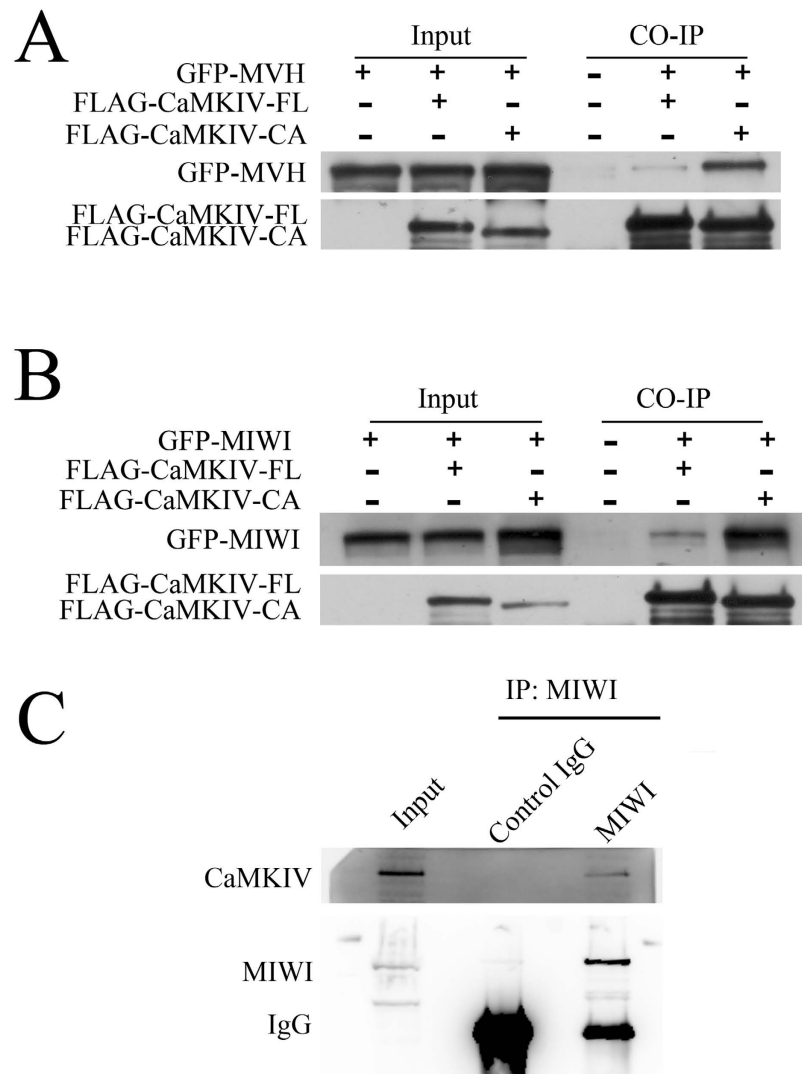 A
Input CO-IP
GFP-MVH + + + - + +
FLAG-CaMKIV-FL - + - - + -
FLAG-CaMKIV-CA - - + - - +
GFP-MVH
FLAG-CaMKIV-FL
FLAG-CaMKIV-CA
B
Input CO-IP
GFP-MIWI + + + - + +
FLAG-CaMKIV-FL - + - - + -
FLAG-CaMKIV-CA - - + - - +
GFP-MIWI
FLAG-CaMKIV-FL
FLAG-CaMKIV-CA
C
IP: MIWI
Input Control IgG MIWI
CaMKIV
MIWI
IgG